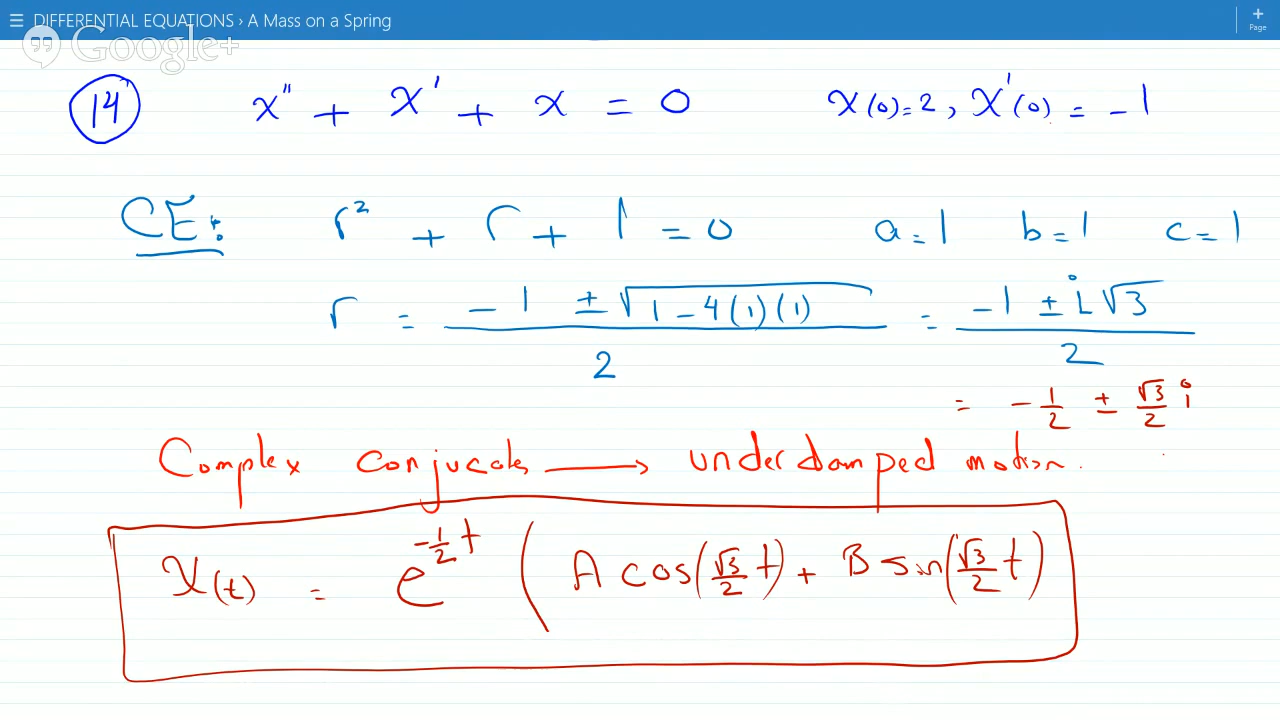 DIFFERENTIAL EQUATIONS › A Mass on a Spring
Page
Google+
14 x'' + x' + x = 0 x(0)=2, x'(0) = -1
CE: r² + r + 1 = 0 a=1 b=1 c=1
r = (-1 ± √(1-4(1)(1)))/2 = (-1 ± i√3)/2
= -1/2 ± √3/2 i
Complex conjucates → underdamped motion.
x(t) = e^(-1/2 t) (A cos(√3/2 t) + B sin(√3/2 t)